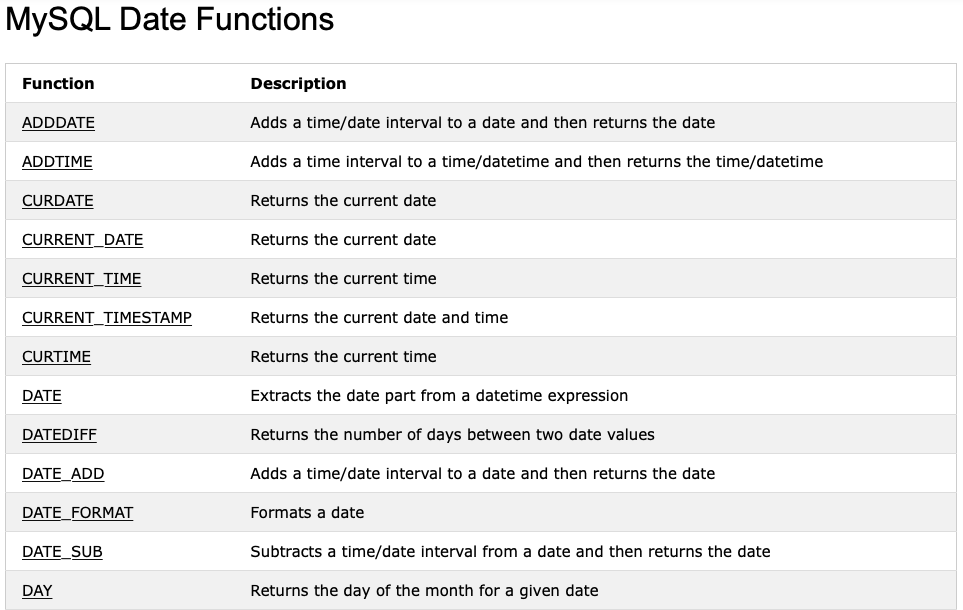 MySQL Date Functions
Function Description
ADDDATE Adds a time/date interval to a date and then returns the date
ADDTIME Adds a time interval to a time/datetime and then returns the time/datetime
CURDATE Returns the current date
CURRENT_DATE Returns the current date
CURRENT_TIME Returns the current time
CURRENT_TIMESTAMP Returns the current date and time
CURTIME Returns the current time
DATE Extracts the date part from a datetime expression
DATEDIFF Returns the number of days between two date values
DATE_ADD Adds a time/date interval to a date and then returns the date
DATE_FORMAT Formats a date
DATE_SUB Subtracts a time/date interval from a date and then returns the date
DAY Returns the day of the month for a given date